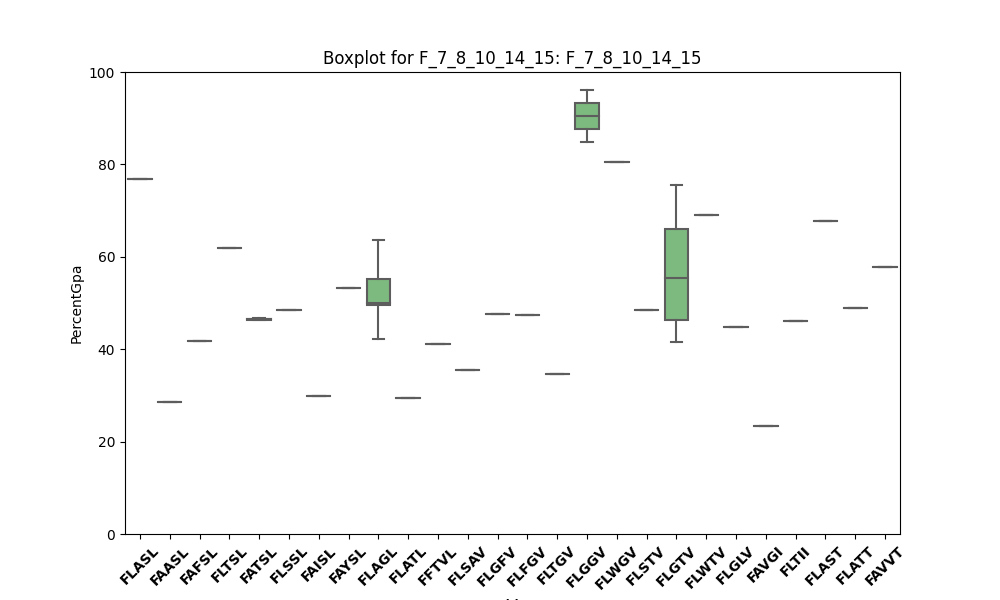 Boxplot for F_7_8_10_14_15: F_7_8_10_14_15
PercentGpa
100
80
60
40
20
0
FLASL
FAASL
FAFSL
FLTSL
FATSL
FLSSL
FAISL
FAYSL
FLAGL
FLATL
FFTVL
FLSAV
FLGFV
FLFGV
FLTGV
FLGGV
FLWGV
FLSTV
FLGTV
FLWTV
FLGLV
FAVGI
FLTII
FLAST
FLATT
FAVVT